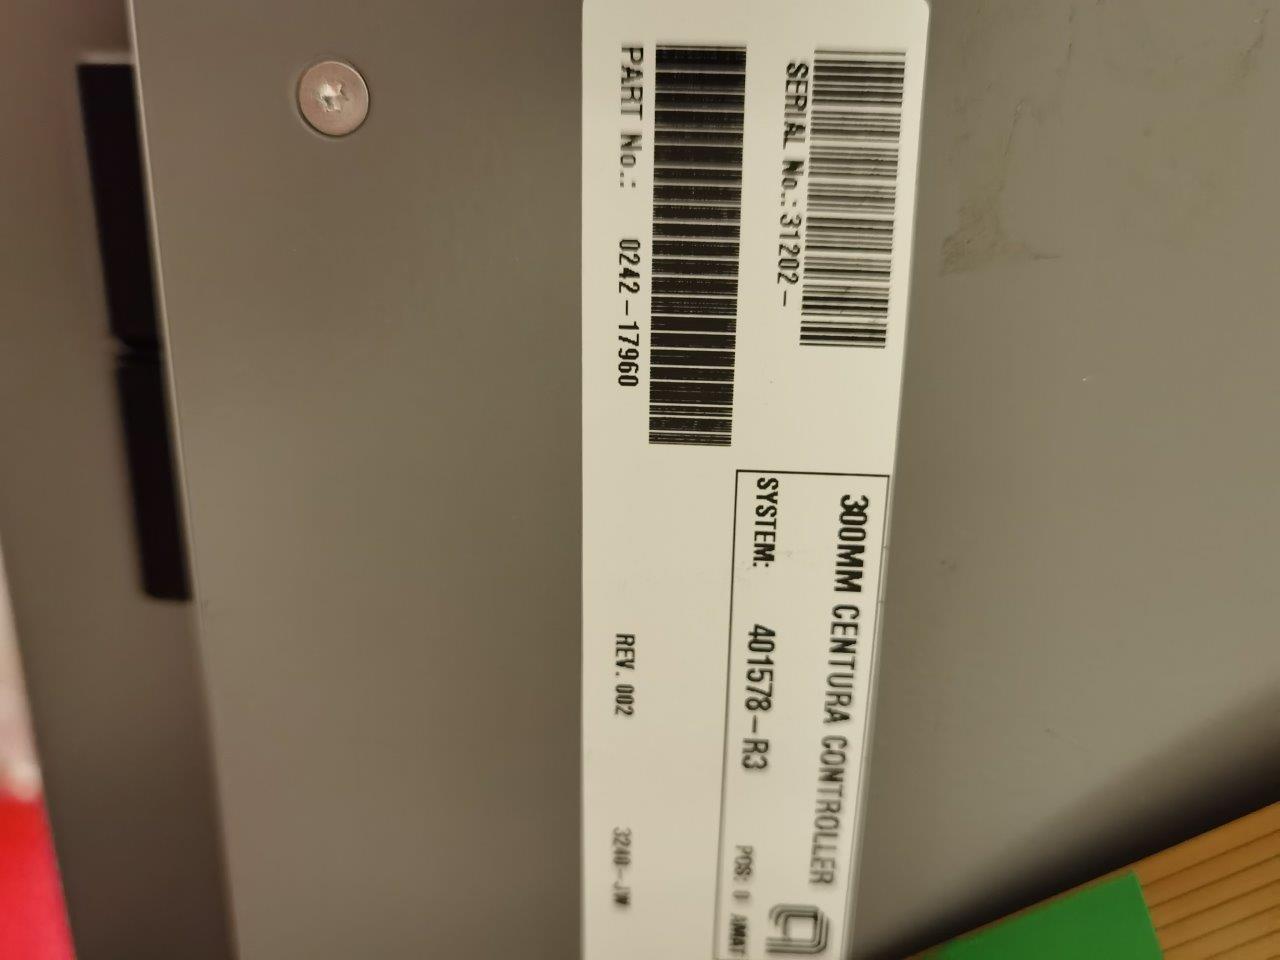 SERIAL No.: 31202-
PART No.: 0242-17960
300MM CENTURA CONTROLLER
SYSTEM: 401578-R3
POS: 0 AMAT
REV. 002
3240-JW